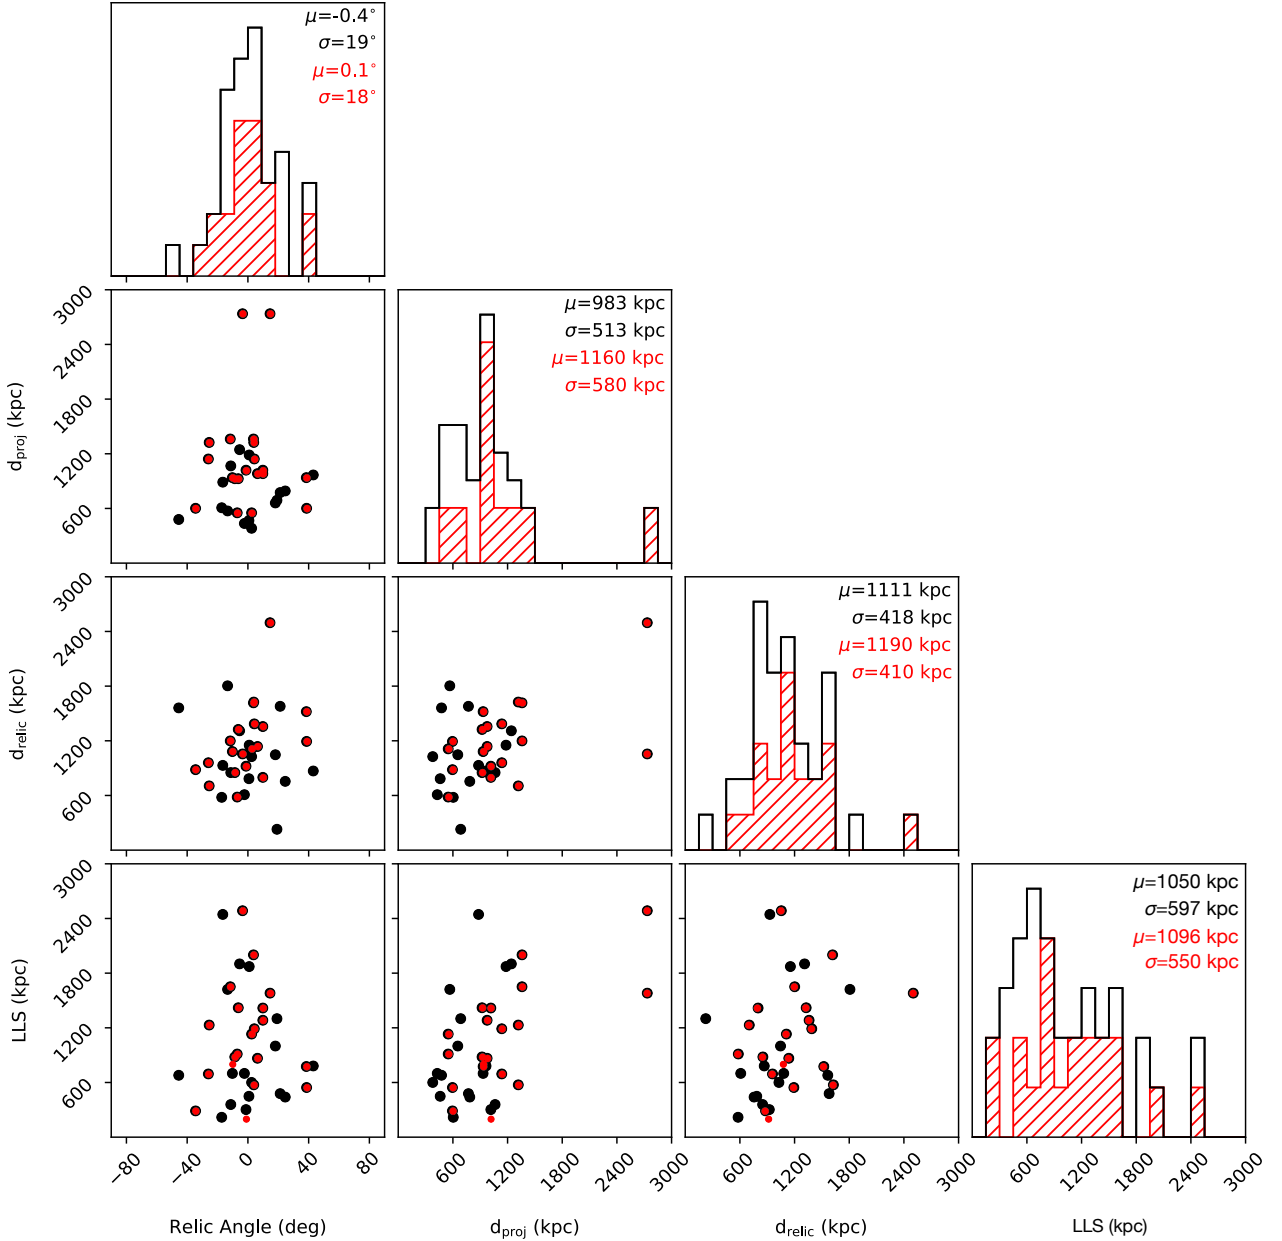 μ=-0.4°
σ=19°
μ=0.1°
σ=18°
3000
2400
1800
1200
600
d_proj (kpc)
μ=983 kpc
σ=513 kpc
μ=1160 kpc
σ=580 kpc
3000
2400
1800
1200
600
d_relic (kpc)
μ=1111 kpc
σ=418 kpc
μ=1190 kpc
σ=410 kpc
3000
2400
1800
1200
600
LLS (kpc)
μ=1050 kpc
σ=597 kpc
μ=1096 kpc
σ=550 kpc
−80 −40 0 40 80
600 1200 1800 2400 3000
600 1200 1800 2400 3000
600 1200 1800 2400 3000
Relic Angle (deg)
d_proj (kpc)
d_relic (kpc)
LLS (kpc)